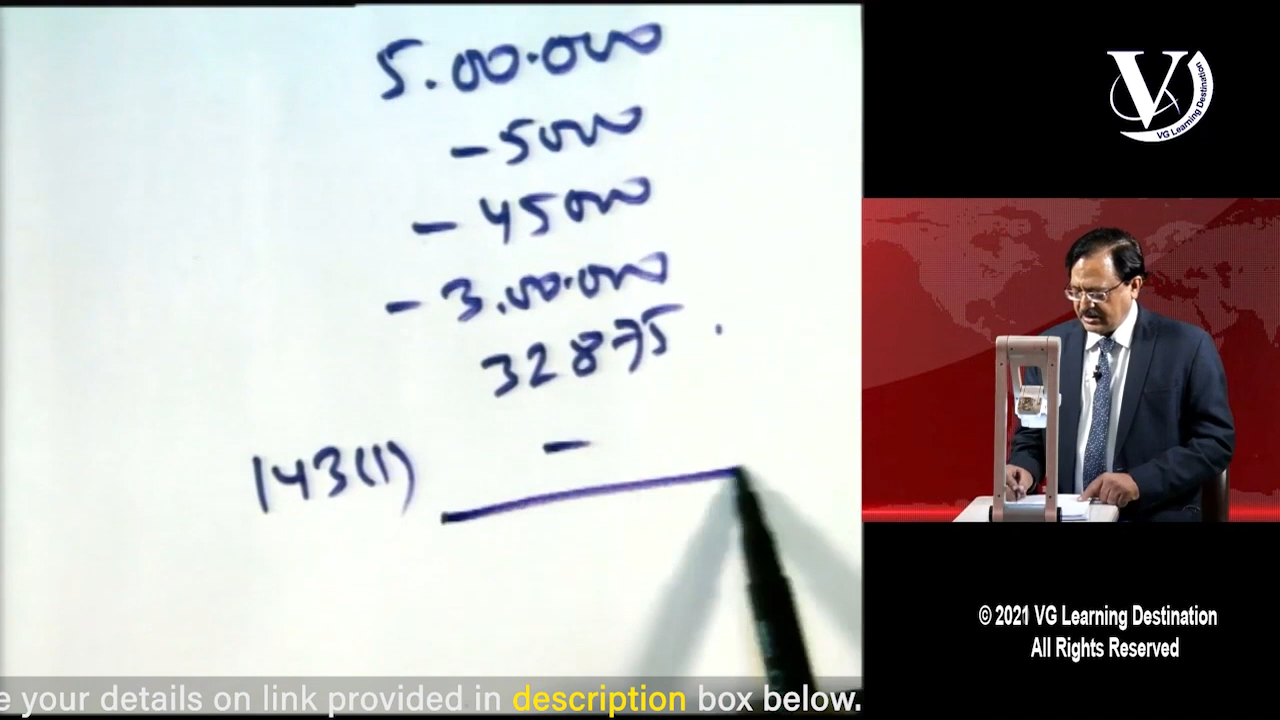 5.00.000
- 5000
- 45000
- 3.00.000
32875.
143(1) -
V
VG Learning Destination
© 2021 VG Learning Destination
All Rights Reserved
e your details on link provided in description box below.